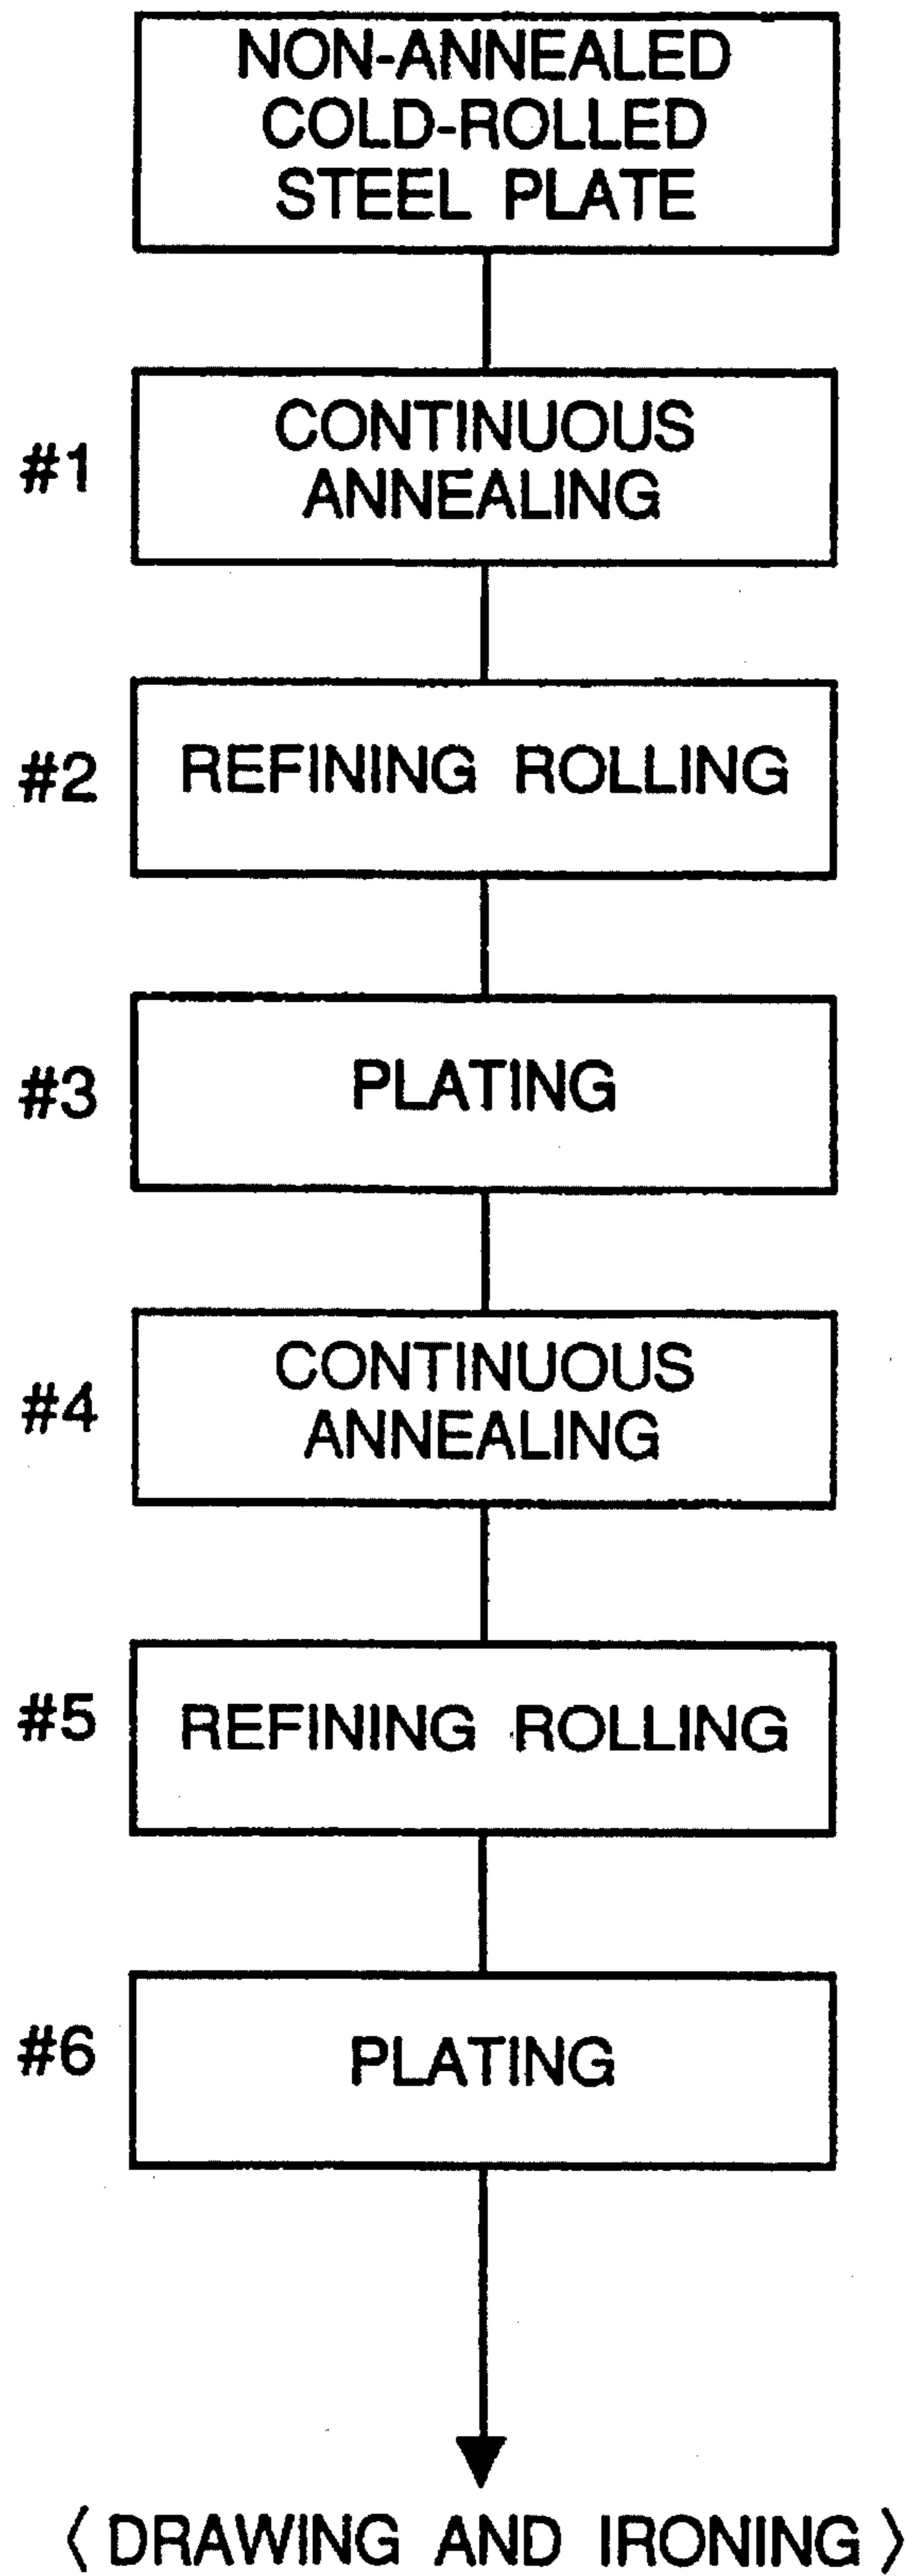 NON-ANNEALED
COLD-ROLLED
STEEL PLATE
#1
CONTINUOUS
ANNEALING
#2
REFINING ROLLING
#3
PLATING
#4
CONTINUOUS
ANNEALING
#5
REFINING ROLLING
#6
PLATING
〈 DRAWING AND IRONING 〉